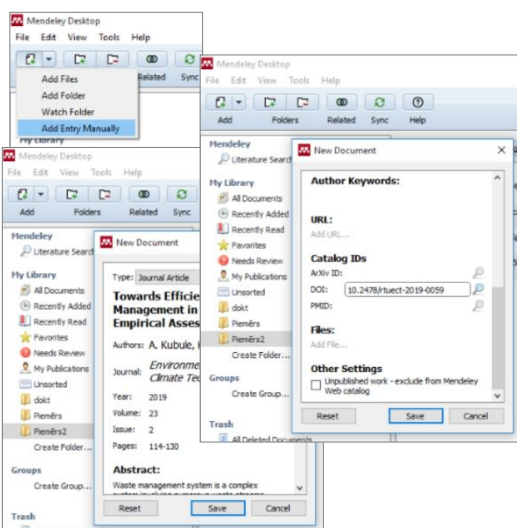 Mendeley Desktop
File Edit View Tools Help
Related Sync
Add Files
Add Folder
Watch Folder
Add Entry Manually
My Library
Mendeley Desktop
File Edit View Tools Help
Add Folders Related Sync Help
Mendeley
Literature Search
My Library
All Documents
Recently Added
Recently Read
Favorites
Needs Review
My Publications
Unsorted
dokt
Piemērs
Piemērs2
Create Folder...
Groups
Create Group...
Trash
All Deleted Documents
New Document
Author Keywords:
URL:
Add URL...
Catalog IDs
ArXiv ID:
DOI: 10.2478/rtuect-2019-0059
PMID:
Files:
Add File...
Other Settings
Unpublished work - exclude from Mendeley
Web catalog
Reset Save Cancel
Mendeley Desktop
File Edit View Tools Help
Add Folders Related Sync
Mendeley
Literature Search
My Library
All Documents
Recently Added
Recently Read
Favorites
Needs Review
My Publications
Unsorted
dokt
Piemērs
Piemērs2
Create Folder...
Groups
Create Group...
Trash
New Document
Type: Journal Article
Towards Efficie
Management in
Empirical Asses
Authors: A. Kubule,
Journal: Environme
Climate Tec
Year: 2019
Volume: 23
Issue: 2
Pages: 114-130
Abstract:
Waste management system is a complex
Reset Save Cancel